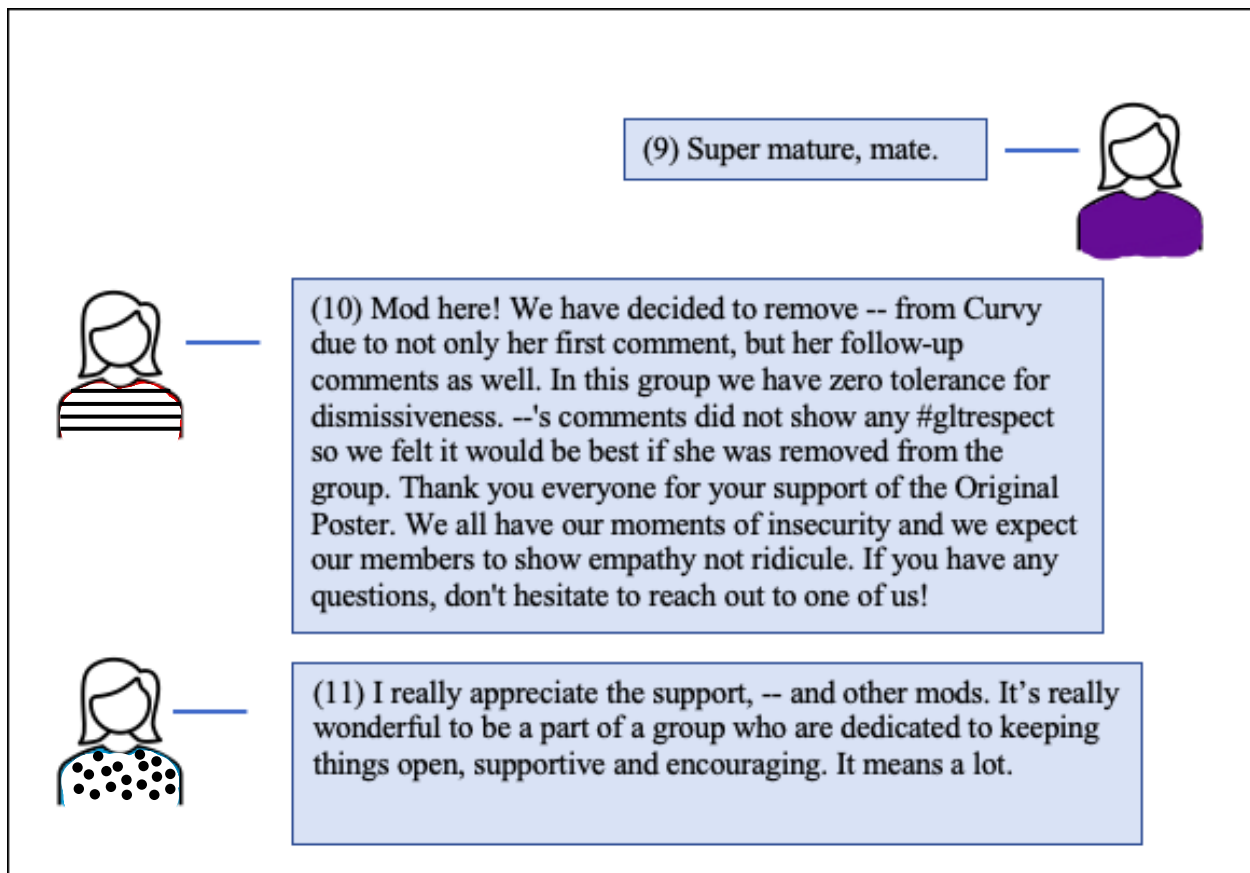 (9) Super mature, mate.
(10) Mod here! We have decided to remove -- from Curvy
due to not only her first comment, but her follow-up
comments as well. In this group we have zero tolerance for
dismissiveness. --'s comments did not show any #gltrespect
so we felt it would be best if she was removed from the
group. Thank you everyone for your support of the Original
Poster. We all have our moments of insecurity and we expect
our members to show empathy not ridicule. If you have any
questions, don't hesitate to reach out to one of us!
(11) I really appreciate the support, -- and other mods. It’s really
wonderful to be a part of a group who are dedicated to keeping
things open, supportive and encouraging. It means a lot.